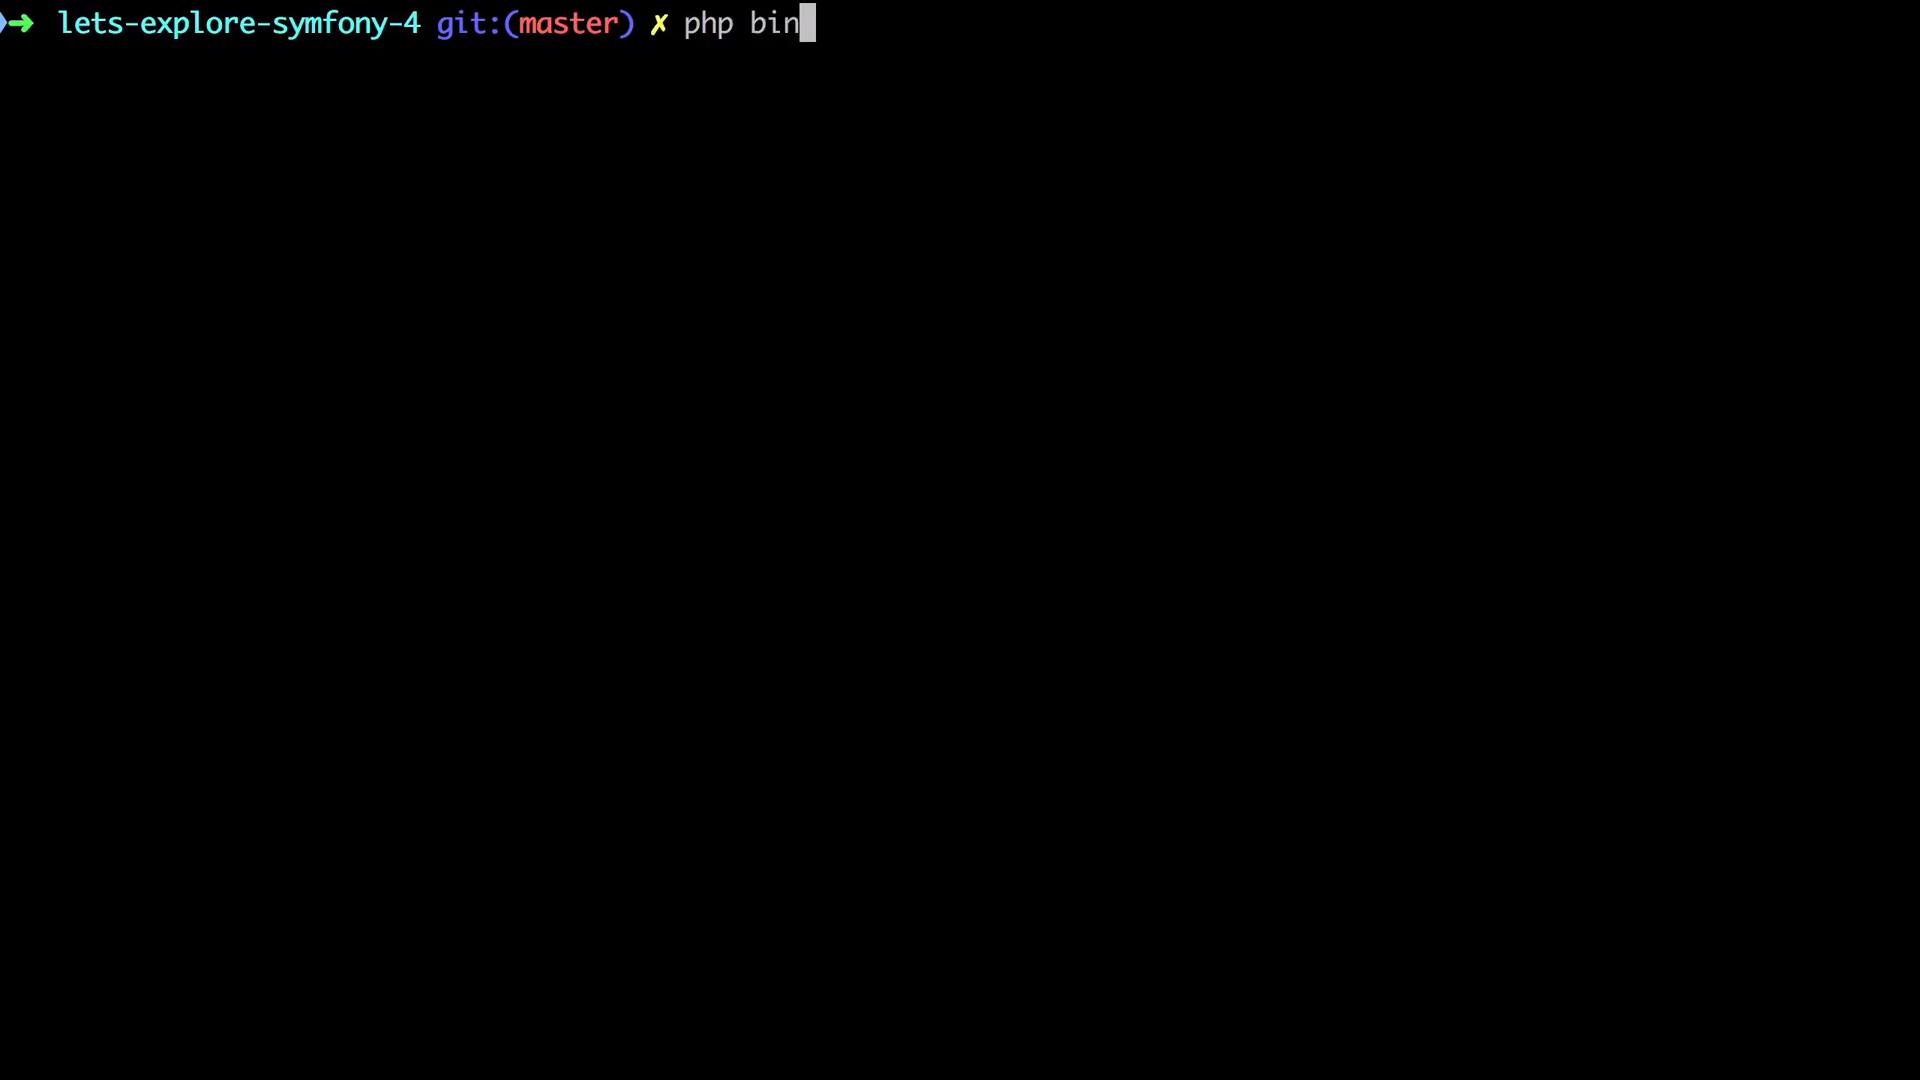 ➜ lets-explore-symfony-4 git:(master) ✗ php bin